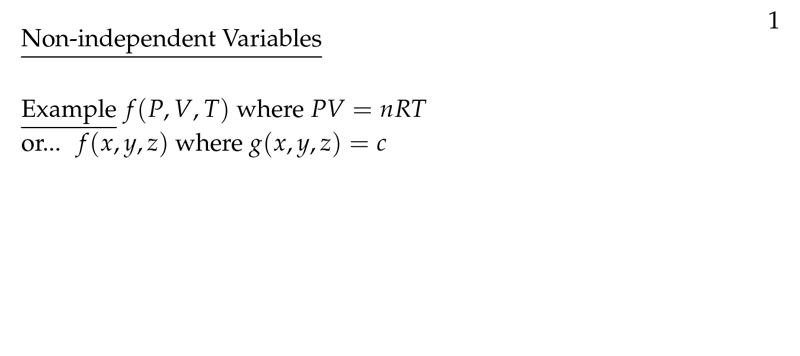 1
Non-independent Variables
Example f(P, V, T) where PV = nRT
or... f(x, y, z) where g(x, y, z) = c